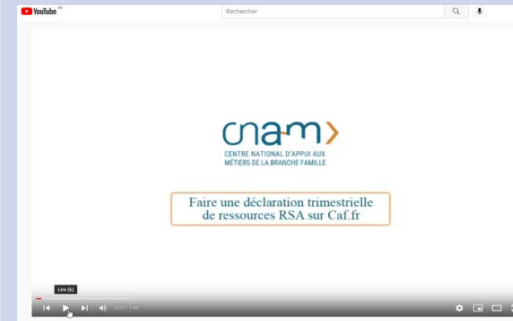 YouTube FR
Rechercher
cnam
CENTRE NATIONAL D'APPUI AUX
MÉTIERS DE LA BRANCHE FAMILLE
Faire une déclaration trimestrielle
de ressources RSA sur Caf.fr
Lire (k)